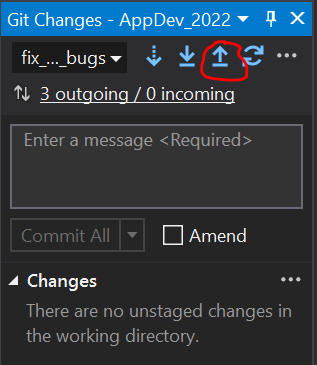 Git Changes - AppDev_2022
fix_..._bugs
3 outgoing / 0 incoming
Enter a message <Required>
Commit All
Amend
Changes
There are no unstaged changes in
the working directory.